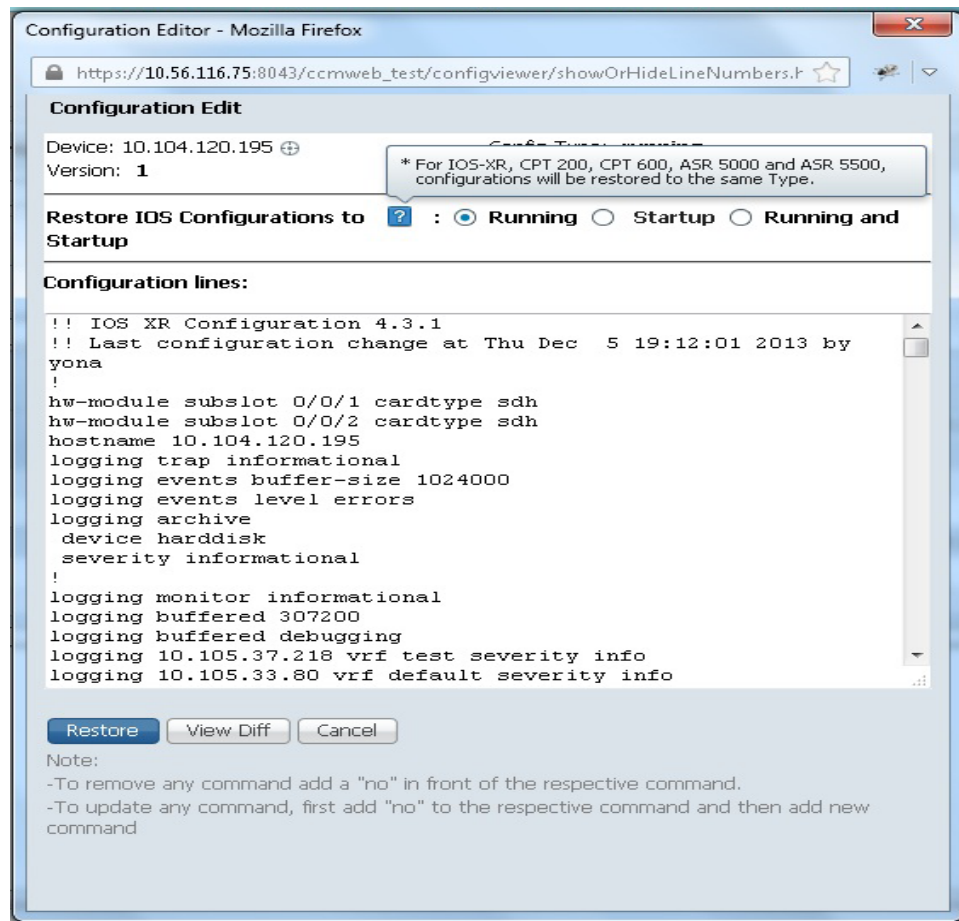 Configuration Editor - Mozilla Firefox
https://10.56.116.75:8043/ccmweb_test/configviewer/showOrHideLineNumbers.h
Configuration Edit
Device: 10.104.120.195
Version: 1
* For IOS-XR, CPT 200, CPT 600, ASR 5000 and ASR 5500,
configurations will be restored to the same Type.
Restore IOS Configurations to ? : Running Startup Running and
Startup
Configuration lines:
!! IOS XR Configuration 4.3.1
!! Last configuration change at Thu Dec  5 19:12:01 2013 by
yona
!
hw-module subslot 0/0/1 cardtype sdh
hw-module subslot 0/0/2 cardtype sdh
hostname 10.104.120.195
logging trap informational
logging events buffer-size 1024000
logging events level errors
logging archive
 device harddisk
 severity informational
!
logging monitor informational
logging buffered 307200
logging buffered debugging
logging 10.105.37.218 vrf test severity info
logging 10.105.33.80 vrf default severity info
Restore View Diff Cancel
Note:
-To remove any command add a "no" in front of the respective command.
-To update any command, first add "no" to the respective command and then add new
command